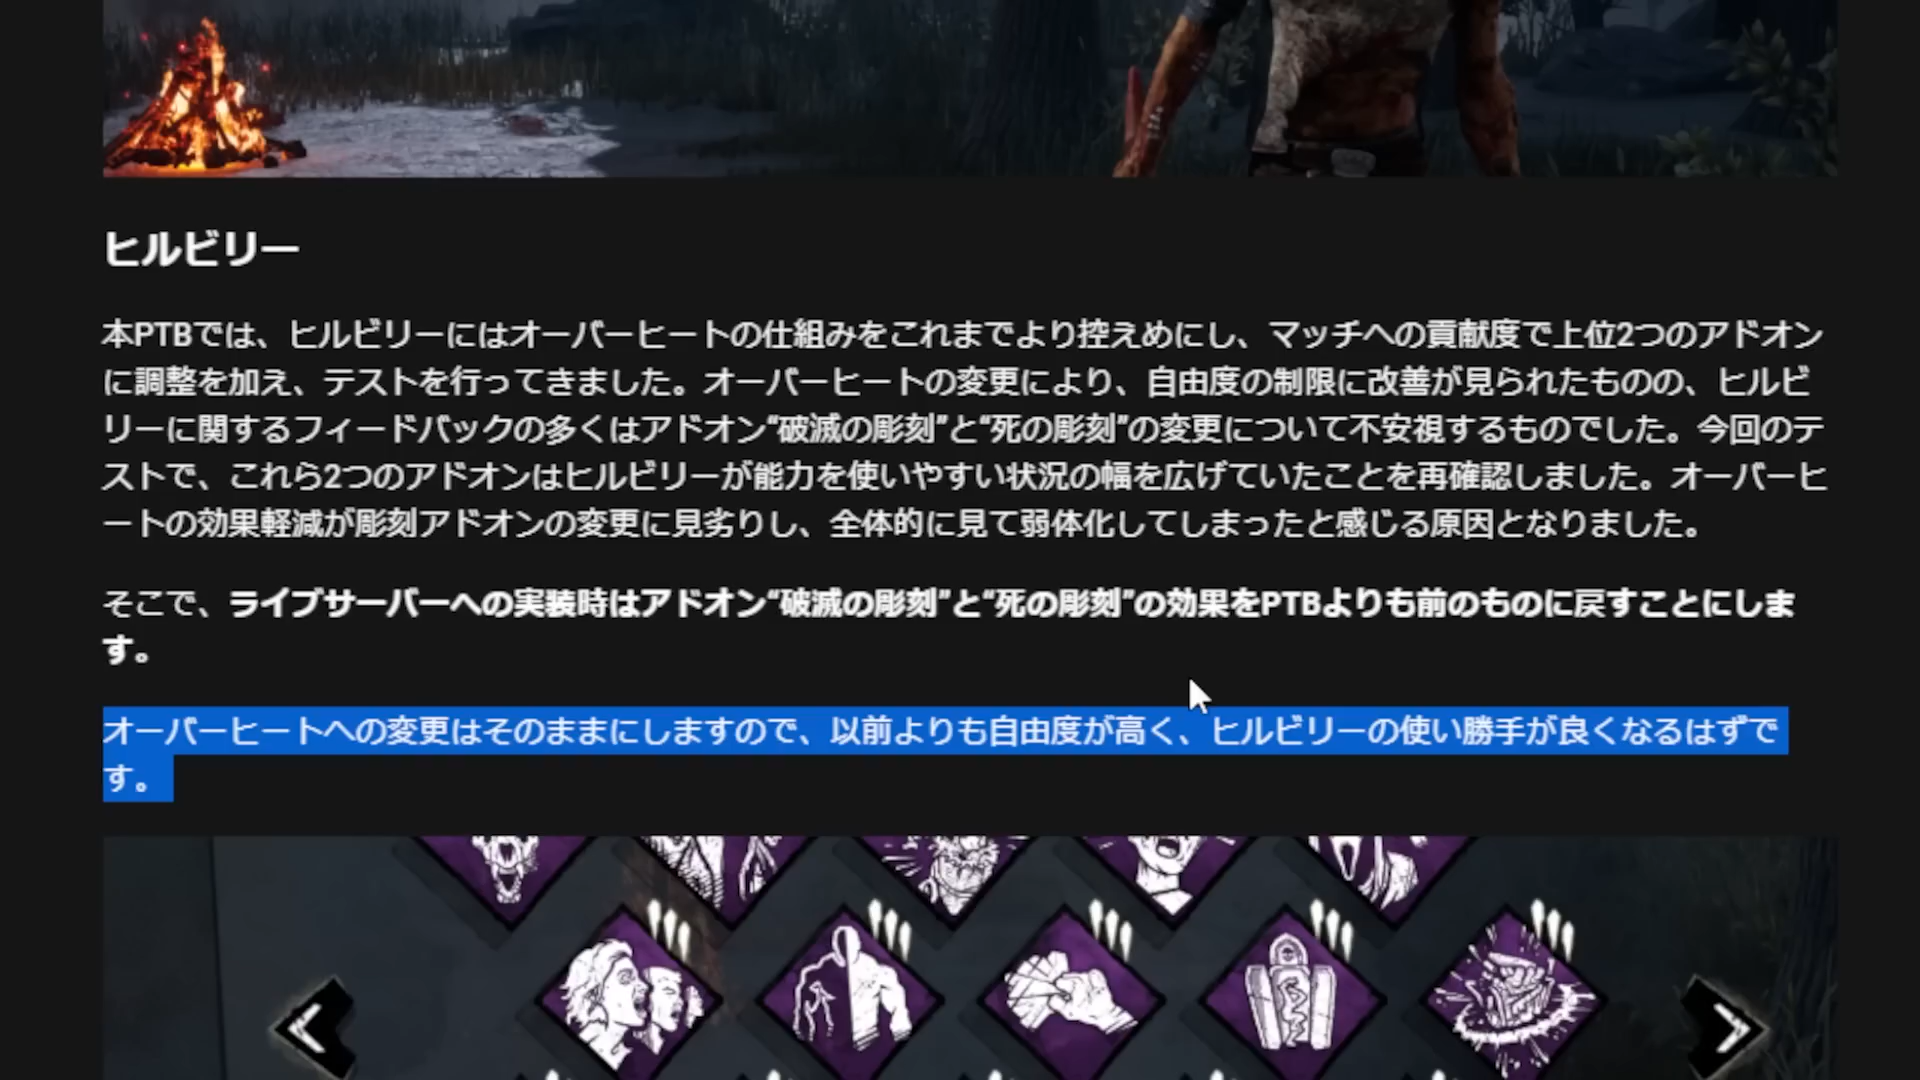 ヒルビリー
本PTBでは、ヒルビリーにはオーバーヒートの仕組みをこれまでより控えめにし、マッチへの貢献度で上位2つのアドオン
に調整を加え、テストを行ってきました。オーバーヒートの変更により、自由度の制限に改善が見られたものの、ヒルビ
リーに関するフィードバックの多くはアドオン“破滅の彫刻”と“死の彫刻”の変更について不安視するものでした。今回のテ
ストで、これら2つのアドオンはヒルビリーが能力を使いやすい状況の幅を広げていたことを再確認しました。オーバーヒ
ートの効果軽減が彫刻アドオンの変更に見劣りし、全体的に見て弱体化してしまったと感じる原因となりました。
そこで、ライブサーバーへの実装時はアドオン“破滅の彫刻”と“死の彫刻”の効果をPTBよりも前のものに戻すことにしま
す。
オーバーヒートへの変更はそのままにしますので、以前よりも自由度が高く、ヒルビリーの使い勝手が良くなるはずで
す。